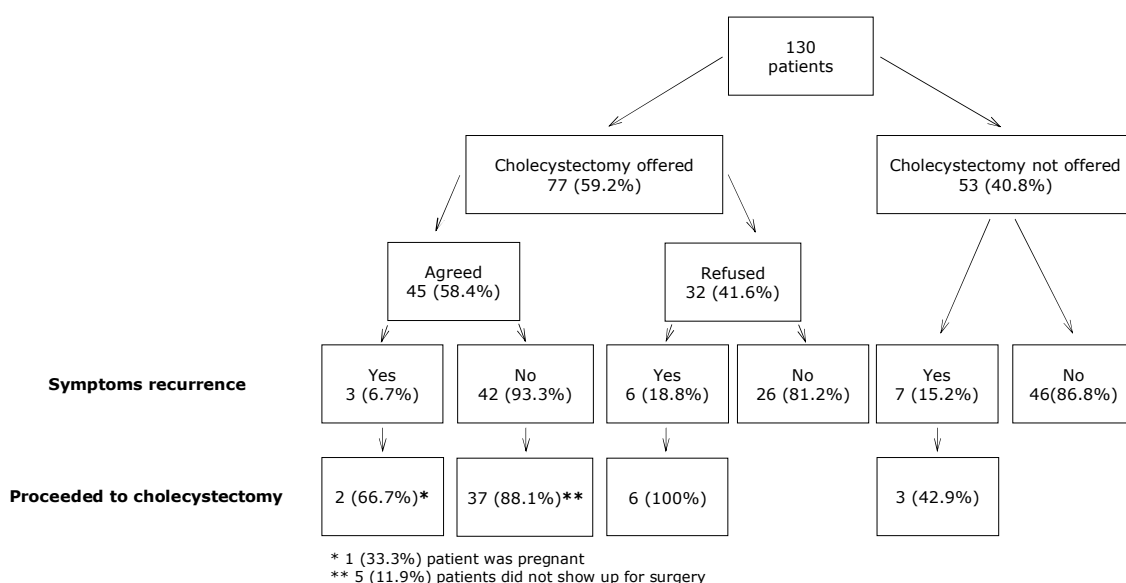 130
patients
Cholecystectomy offered
77 (59.2%)
Cholecystectomy not offered
53 (40.8%)
Agreed
45 (58.4%)
Refused
32 (41.6%)
Symptoms recurrence
Yes
3 (6.7%)
No
42 (93.3%)
Yes
6 (18.8%)
No
26 (81.2%)
Yes
7 (15.2%)
No
46(86.8%)
Proceeded to cholecystectomy
2 (66.7%)*
37 (88.1%)**
6 (100%)
3 (42.9%)
* 1 (33.3%) patient was pregnant
** 5 (11.9%) patients did not show up for surgery